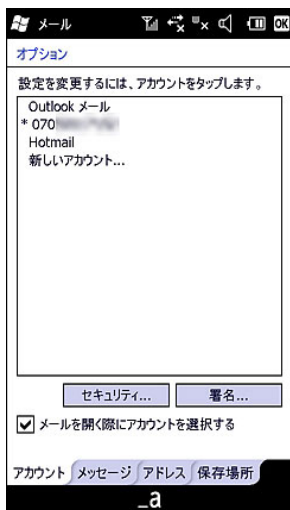 メール
OK
オプション
設定を変更するには、アカウントをタップします。
Outlook メール
* 070
Hotmail
新しいアカウント...
セキュリティ... 署名...
メールを開く際にアカウントを選択する
アカウント メッセージ アドレス 保存場所
_a